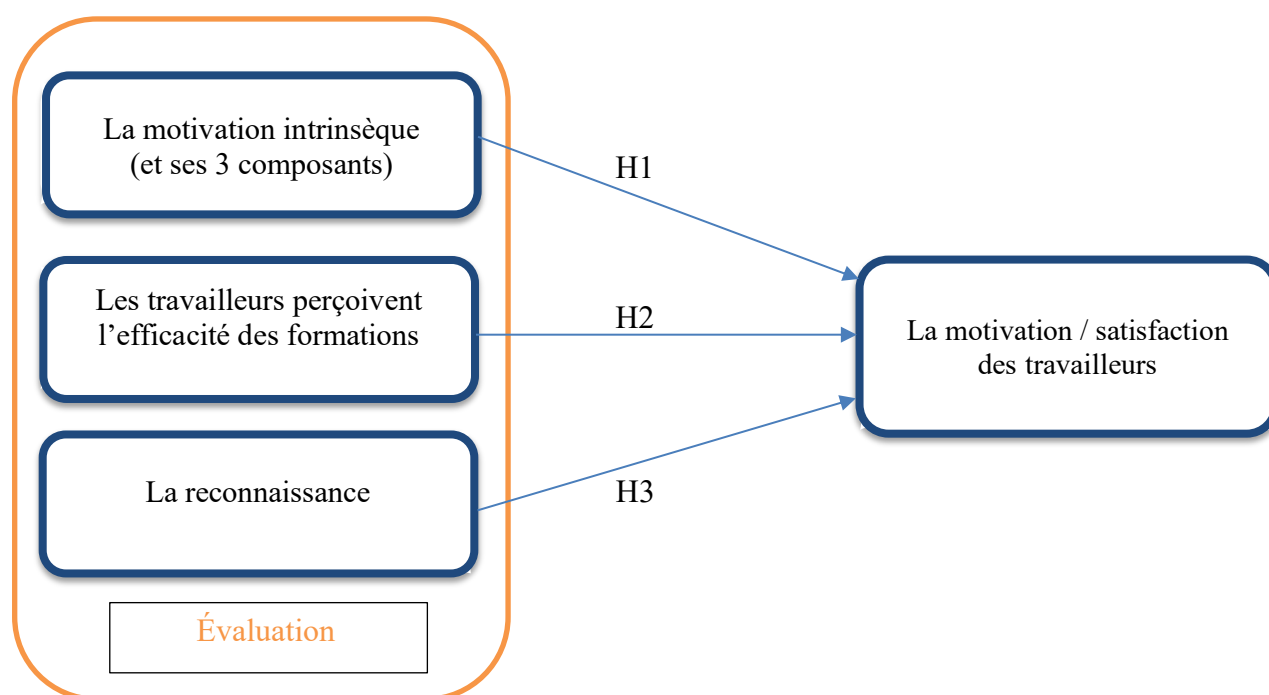 La motivation intrinsèque
(et ses 3 composants)
H1
Les travailleurs perçoivent
l’efficacité des formations
H2
La motivation / satisfaction
des travailleurs
La reconnaissance
H3
Évaluation